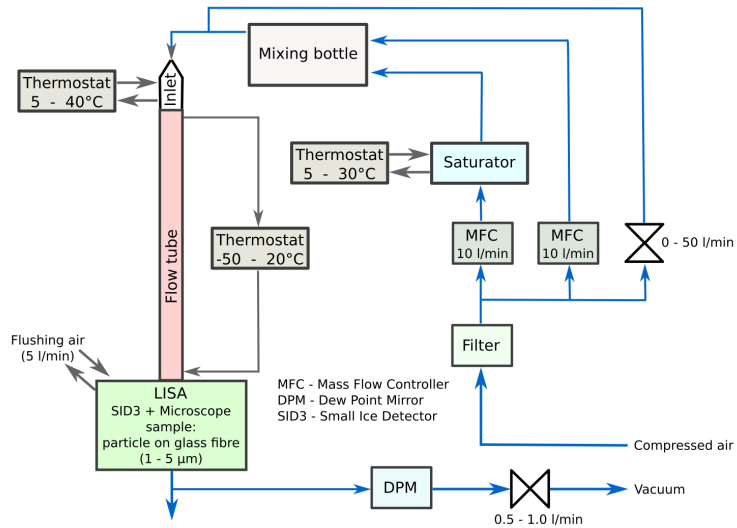 Mixing bottle
Thermostat
5 - 40°C
Inlet
Thermostat
5 - 30°C
Saturator
MFC
10 l/min
MFC
10 l/min
0 - 50 l/min
Thermostat
-50 - 20°C
Flow tube
Filter
Flushing air
(5 l/min)
LISA
SID3 + Microscope
sample:
particle on glass fibre
(1 - 5 µm)
MFC - Mass Flow Controller
DPM - Dew Point Mirror
SID3 - Small Ice Detector
Compressed air
DPM
Vacuum
0.5 - 1.0 l/min